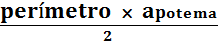 perímetro × apotema
2